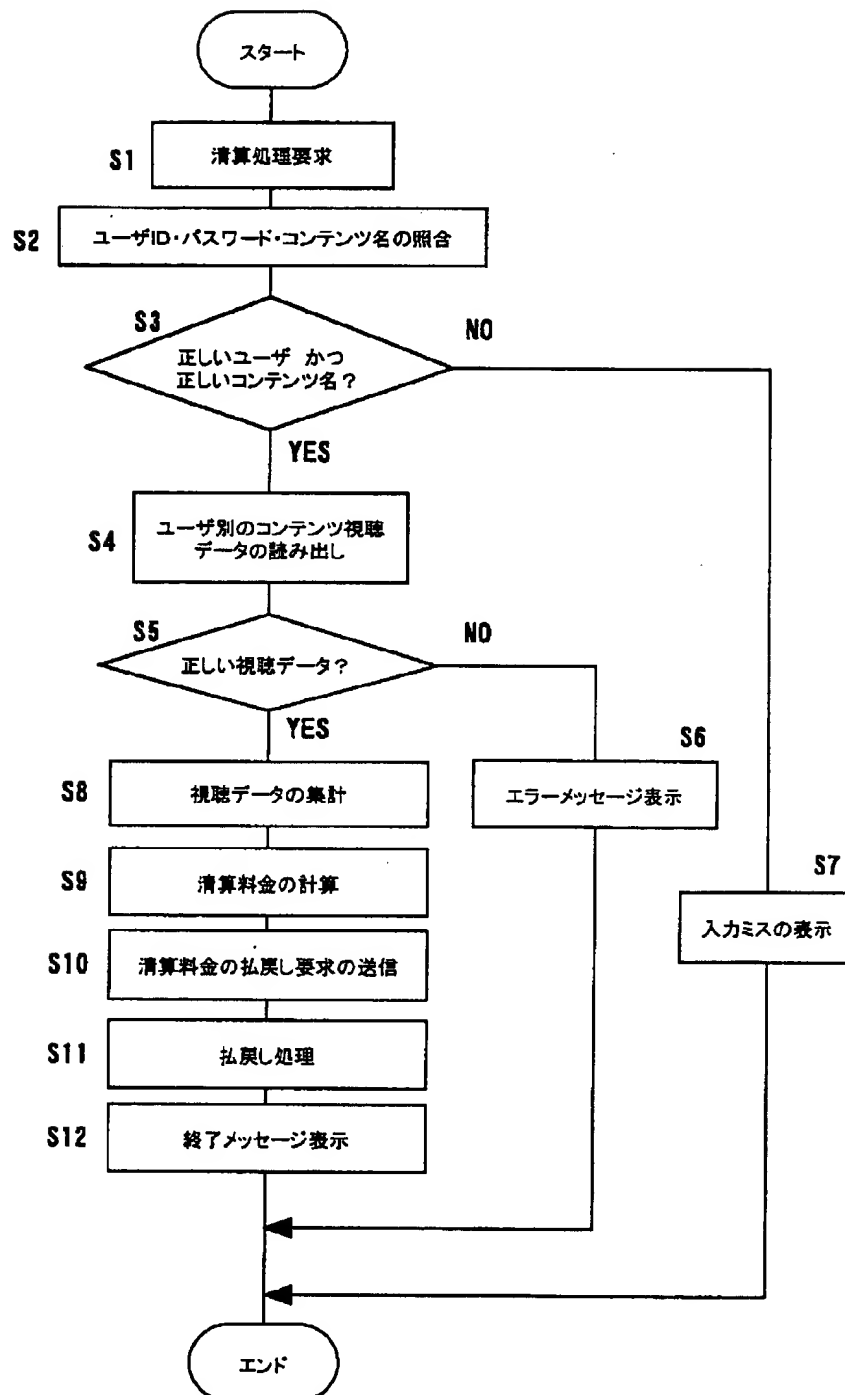 スタート
S1
清算処理要求
S2
ユーザID・パスワード・コンテンツ名の照合
S3
NO
正しいユーザ かつ
正しいコンテンツ名?
YES
S4
ユーザ別のコンテンツ視聴
データの読み出し
S5
NO
正しい視聴データ?
YES
S6
エラーメッセージ表示
S8
視聴データの集計
S7
入力ミスの表示
S9
清算料金の計算
S10
清算料金の払戻し要求の送信
S11
払戻し処理
S12
終了メッセージ表示
エンド